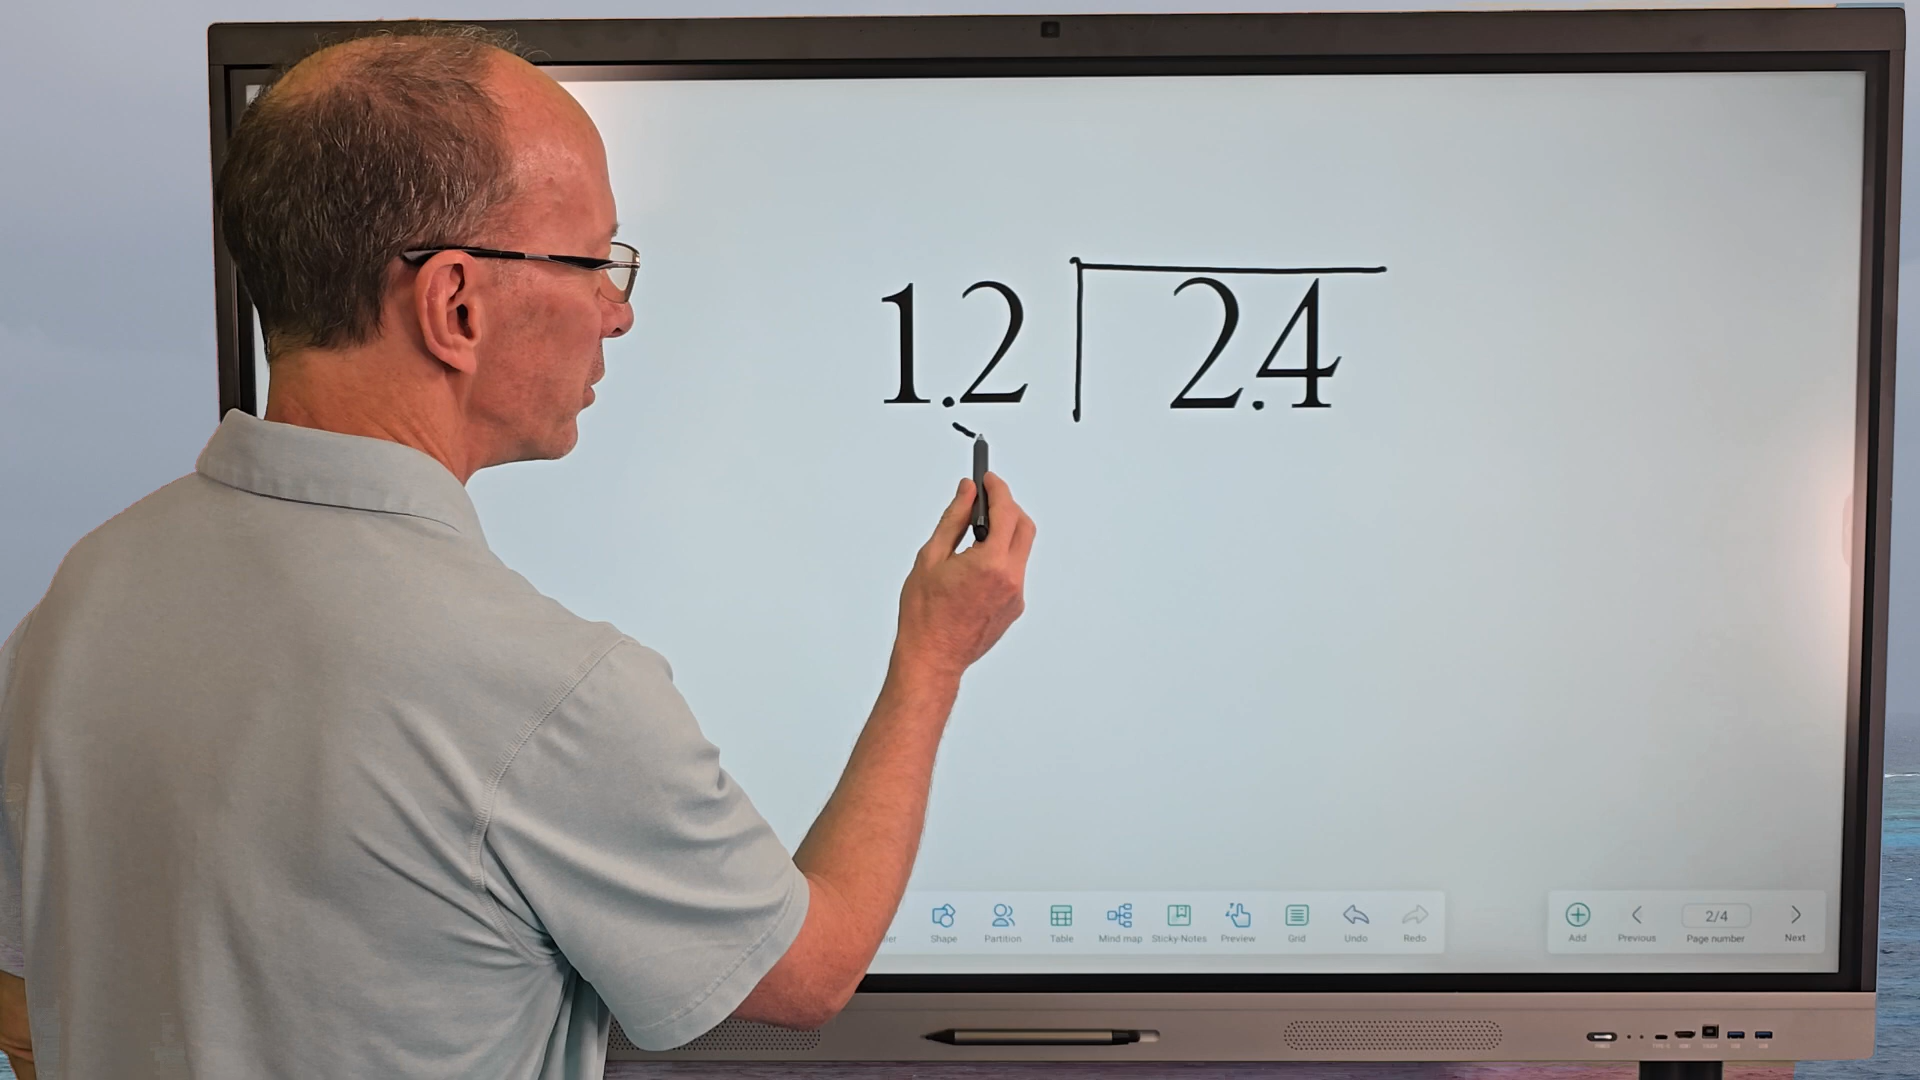 1.2 2.4
Shape Partition Table Mind map Sticky-Notes Preview Grid Undo Redo
Add Previous 2/4 Page number Next